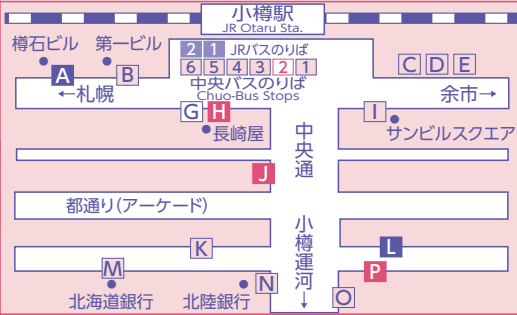 小樽駅
JR Otaru Sta.
樽石ビル
第一ビル
2 1 JRバスのりば
6 5 4 3 2 1
中央バスのりば
Chuo-Bus Stops
A
B
C D E
←札幌
余市→
G H
I
長崎屋
サンビルスクエア
中央通
J
都通り(アーケード)
小樽運河→
K
L
M
N
O
P
北海道銀行
北陸銀行